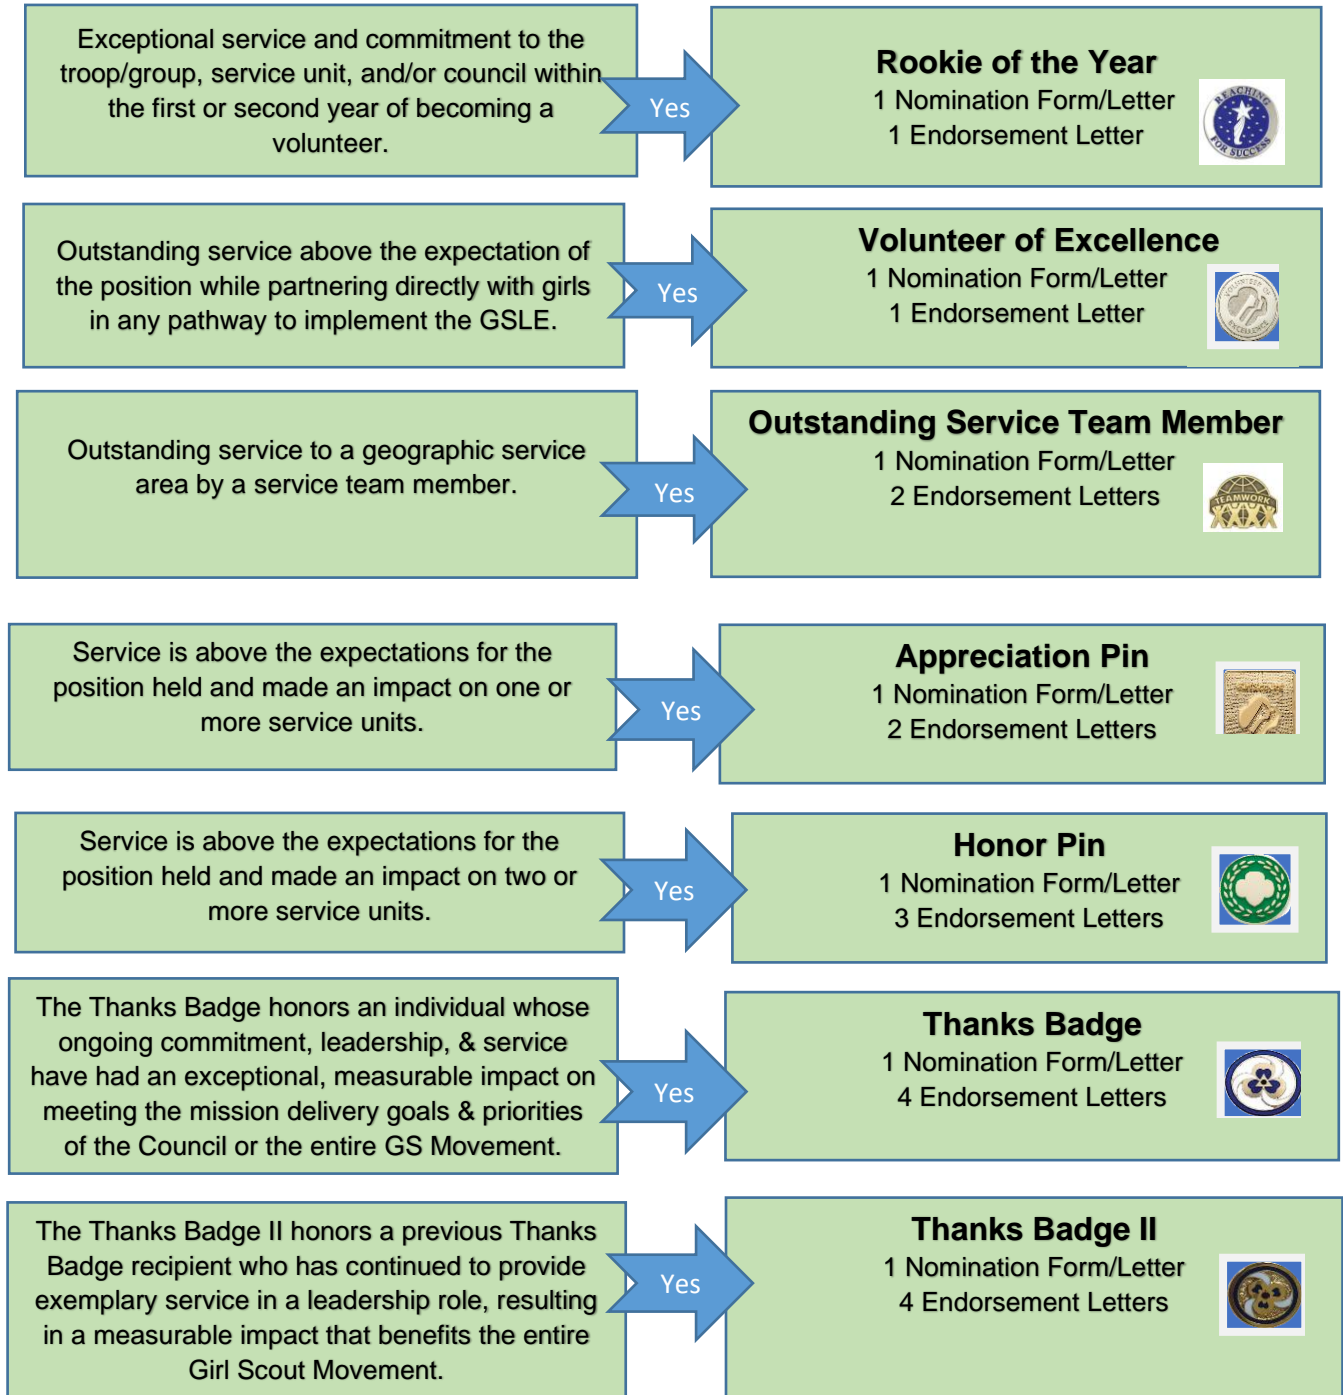 Exceptional service and commitment to the
troop/group, service unit, and/or council within
the first or second year of becoming a
volunteer.
Yes
Rookie of the Year
1 Nomination Form/Letter
1 Endorsement Letter
REACHING
FOR SUCCESS
Outstanding service above the expectation of
the position while partnering directly with girls
in any pathway to implement the GSLE.
Yes
Volunteer of Excellence
1 Nomination Form/Letter
1 Endorsement Letter
VOLUNTEER OF
EXCELLENCE
Outstanding service to a geographic service
area by a service team member.
Yes
Outstanding Service Team Member
1 Nomination Form/Letter
2 Endorsement Letters
TEAMWORK
Service is above the expectations for the
position held and made an impact on one or
more service units.
Yes
Appreciation Pin
1 Nomination Form/Letter
2 Endorsement Letters
Service is above the expectations for the
position held and made an impact on two or
more service units.
Yes
Honor Pin
1 Nomination Form/Letter
3 Endorsement Letters
The Thanks Badge honors an individual whose
ongoing commitment, leadership, & service
have had an exceptional, measurable impact on
meeting the mission delivery goals & priorities
of the Council or the entire GS Movement.
Yes
Thanks Badge
1 Nomination Form/Letter
4 Endorsement Letters
The Thanks Badge II honors a previous Thanks
Badge recipient who has continued to provide
exemplary service in a leadership role, resulting
in a measurable impact that benefits the entire
Girl Scout Movement.
Yes
Thanks Badge II
1 Nomination Form/Letter
4 Endorsement Letters